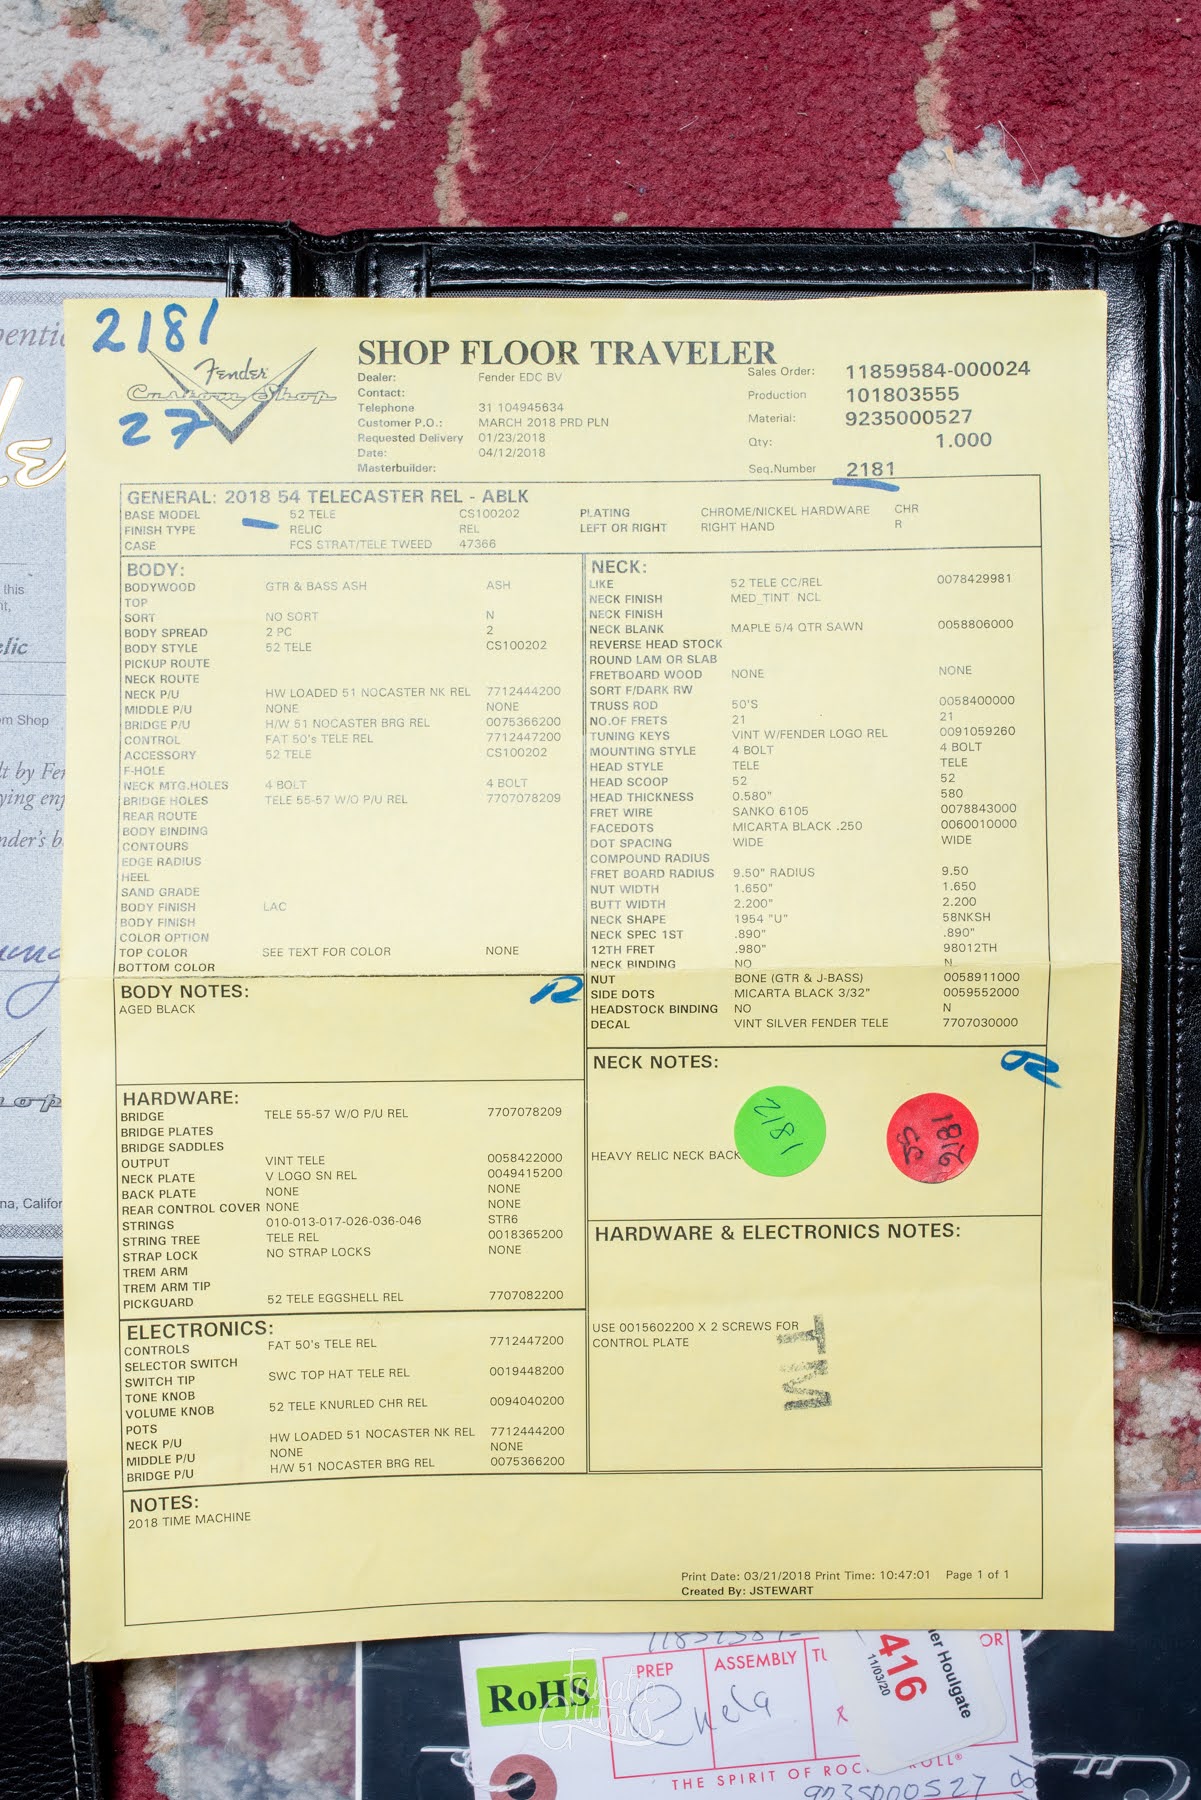 2181
Fender
Custom Shop
27
SHOP FLOOR TRAVELER
Dealer: Fender EDC BV
Contact:
Telephone 31 104945634
Customer P.O.: MARCH 2018 PRD PLN
Requested Delivery 01/23/2018
Date: 04/12/2018
Masterbuilder:
Sales Order: 11859584-000024
Production 101803555
Material: 9235000527
Qty: 1.000
Seq.Number 2181
GENERAL: 2018 54 TELECASTER REL - ABLK
BASE MODEL 52 TELE CS100202 PLATING CHROME/NICKEL HARDWARE CHR
FINISH TYPE RELIC REL LEFT OR RIGHT RIGHT HAND R
CASE FCS STRAT/TELE TWEED 47366
BODY:
BODYWOOD GTR & BASS ASH ASH
TOP
SORT NO SORT N
BODY SPREAD 2 PC 2
BODY STYLE 52 TELE CS100202
PICKUP ROUTE
NECK ROUTE
NECK P/U HW LOADED 51 NOCASTER NK REL 7712444200
MIDDLE P/U NONE NONE
BRIDGE P/U H/W 51 NOCASTER BRG REL 0075366200
CONTROL FAT 50's TELE REL 7712447200
ACCESSORY 52 TELE CS100202
F-HOLE
NECK MTG.HOLES 4 BOLT 4 BOLT
BRIDGE HOLES TELE 55-57 W/O P/U REL 7707078209
REAR ROUTE
BODY BINDING
CONTOURS
EDGE RADIUS
HEEL
SAND GRADE
BODY FINISH LAC
BODY FINISH
COLOR OPTION
TOP COLOR SEE TEXT FOR COLOR NONE
BOTTOM COLOR
NECK:
LIKE 52 TELE CC/REL 0078429981
NECK FINISH MED_TINT NCL
NECK FINISH
NECK BLANK MAPLE 5/4 QTR SAWN 0058806000
REVERSE HEAD STOCK
ROUND LAM OR SLAB
FRETBOARD WOOD NONE NONE
SORT F/DARK RW
TRUSS ROD 50'S 0058400000
NO.OF FRETS 21 21
TUNING KEYS VINT W/FENDER LOGO REL 0091059260
MOUNTING STYLE 4 BOLT 4 BOLT
HEAD STYLE TELE TELE
HEAD SCOOP 52 52
HEAD THICKNESS 0.580" 580
FRET WIRE SANKO 6105 0078843000
FACEDOTS MICARTA BLACK .250 0060010000
DOT SPACING WIDE WIDE
COMPOUND RADIUS
FRET BOARD RADIUS 9.50" RADIUS 9.50
NUT WIDTH 1.650" 1.650
BUTT WIDTH 2.200" 2.200
NECK SHAPE 1954 "U" 58NKSH
NECK SPEC 1ST .890" .890"
12TH FRET .980" 98012TH
NECK BINDING NO N
NUT BONE (GTR & J-BASS) 0058911000
SIDE DOTS MICARTA BLACK 3/32" 0059552000
HEADSTOCK BINDING NO N
DECAL VINT SILVER FENDER TELE 7707030000
BODY NOTES:
AGED BLACK
R
NECK NOTES:
R
2181
2181
SS
HEAVY RELIC NECK BACK
HARDWARE:
BRIDGE TELE 55-57 W/O P/U REL 7707078209
BRIDGE PLATES
BRIDGE SADDLES
OUTPUT VINT TELE 0058422000
NECK PLATE V LOGO SN REL 0049415200
BACK PLATE NONE NONE
REAR CONTROL COVER NONE NONE
STRINGS 010-013-017-026-036-046 STR6
STRING TREE TELE REL 0018365200
STRAP LOCK NO STRAP LOCKS NONE
TREM ARM
TREM ARM TIP
PICKGUARD 52 TELE EGGSHELL REL 7707082200
HARDWARE & ELECTRONICS NOTES:
USE 0015602200 X 2 SCREWS FOR
CONTROL PLATE
TM
ELECTRONICS:
CONTROLS FAT 50's TELE REL 7712447200
SELECTOR SWITCH
SWITCH TIP SWC TOP HAT TELE REL 0019448200
TONE KNOB
VOLUME KNOB 52 TELE KNURLED CHR REL 0094040200
POTS
NECK P/U HW LOADED 51 NOCASTER NK REL 7712444200
MIDDLE P/U NONE NONE
BRIDGE P/U H/W 51 NOCASTER BRG REL 0075366200
NOTES:
2018 TIME MACHINE
Print Date: 03/21/2018 Print Time: 10:47:01 Page 1 of 1
Created By: JSTEWART
RoHS
PREP
ASSEMBLY
OR
416
11/03/20
er Houlgate
Fanatic
Guitars
THE SPIRIT OF ROC
ROLL®
9235000527